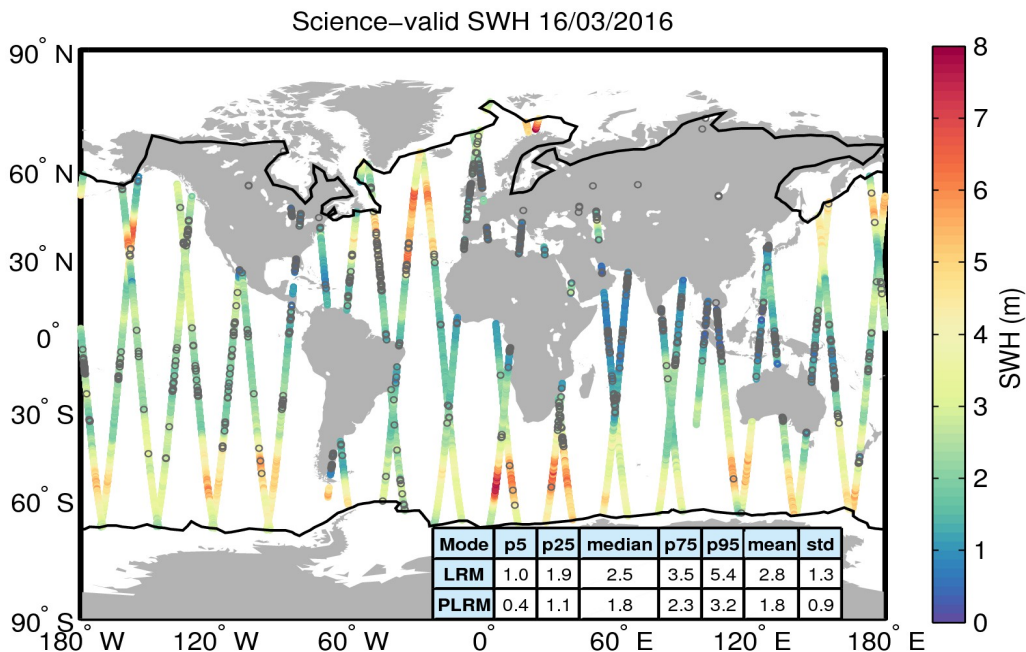 Science−valid SWH 16/03/2016
90° N
60° N
30° N
0°
30° S
60° S
90° S
180° W
120° W
60° W
0°
60° E
120° E
180° E
8
7
6
5
4
3
2
1
0
SWH (m)
Mode p5 p25 median p75 p95 mean std
LRM 1.0 1.9 2.5 3.5 5.4 2.8 1.3
PLRM 0.4 1.1 1.8 2.3 3.2 1.8 0.9